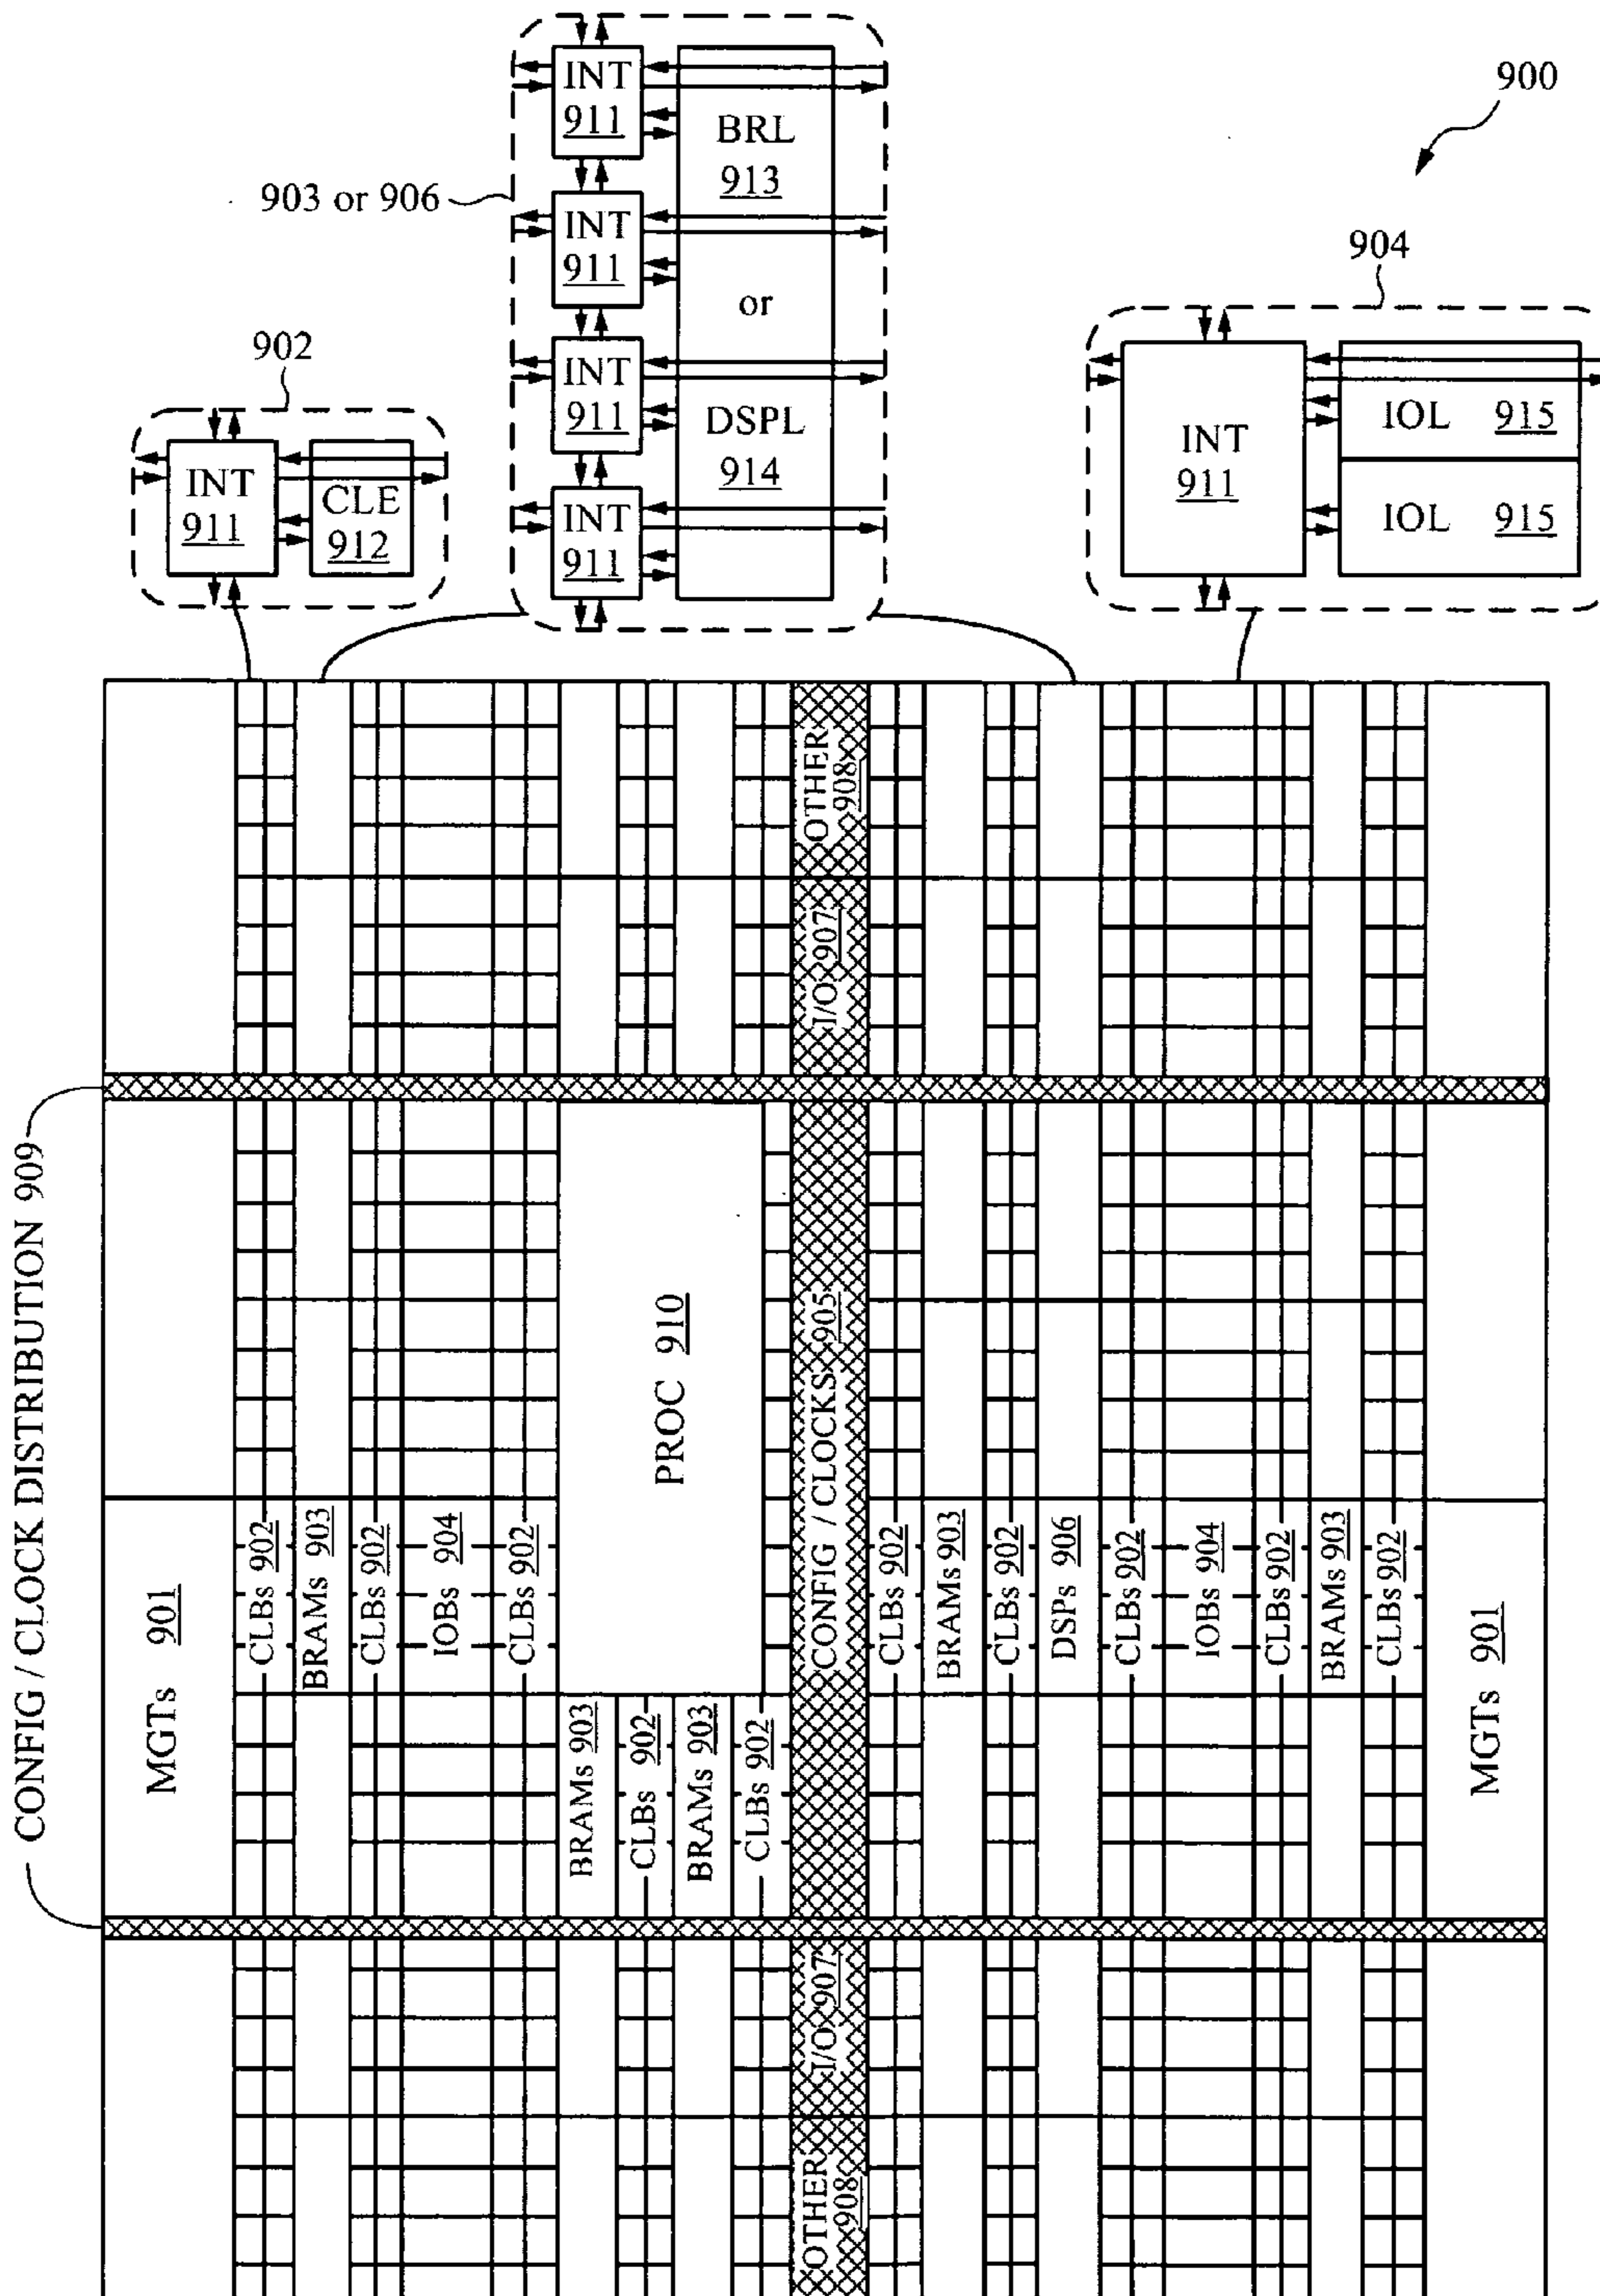 900
INT
911
INT
911
INT
911
INT
911
BRL
913
or
DSPL
914
903 or 906
904
INT
911
IOL 915
IOL 915
902
INT
911
CLE
912
OTHER
908
I/O 907
CONFIG / CLOCK DISTRIBUTION 909
PROC 910
CONFIG / CLOCKS 905
MGTs 901
CLBs 902
BRAMs 903
CLBs 902
IOBs 904
CLBs 902
BRAMs 903
CLBs 902
BRAMs 903
CLBs 902
CLBs 902
BRAMs 903
CLBs 902
DSPs 906
CLBs 902
IOBs 904
CLBs 902
BRAMs 903
CLBs 902
MGTs 901
I/O 907
OTHER
908